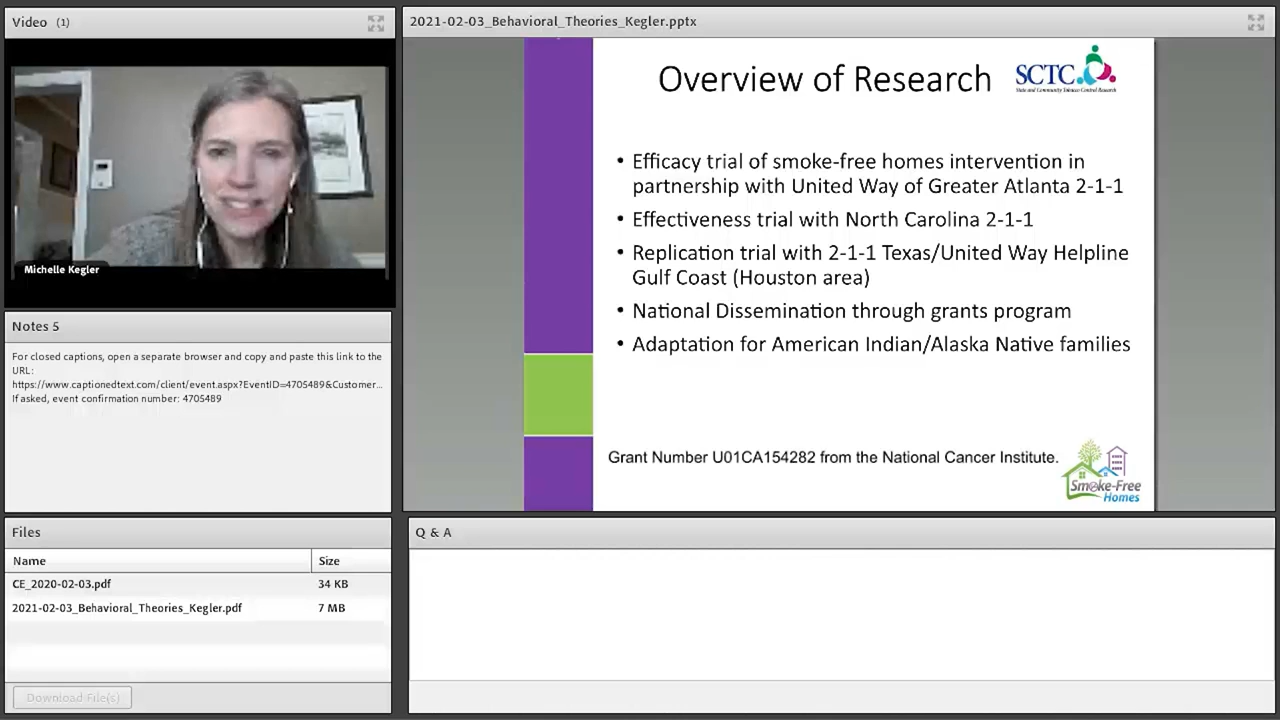 Video (1)
Michelle Kegler
Notes 5
For closed captions, open a separate browser and copy and paste this link to the
URL:
https://www.captionedtext.com/client/event.aspx?EventID=4705489&Customer...
If asked, event confirmation number: 4705489
Files
Name Size
CE_2020-02-03.pdf 34 KB
2021-02-03_Behavioral_Theories_Kegler.pdf 7 MB
Download File(s)
2021-02-03_Behavioral_Theories_Kegler.pptx
Overview of Research
SCTC
State and Community Tobacco Control Research
• Efficacy trial of smoke-free homes intervention in
partnership with United Way of Greater Atlanta 2-1-1
• Effectiveness trial with North Carolina 2-1-1
• Replication trial with 2-1-1 Texas/United Way Helpline
Gulf Coast (Houston area)
• National Dissemination through grants program
• Adaptation for American Indian/Alaska Native families
Grant Number U01CA154282 from the National Cancer Institute.
Smoke-Free
Homes
Q & A